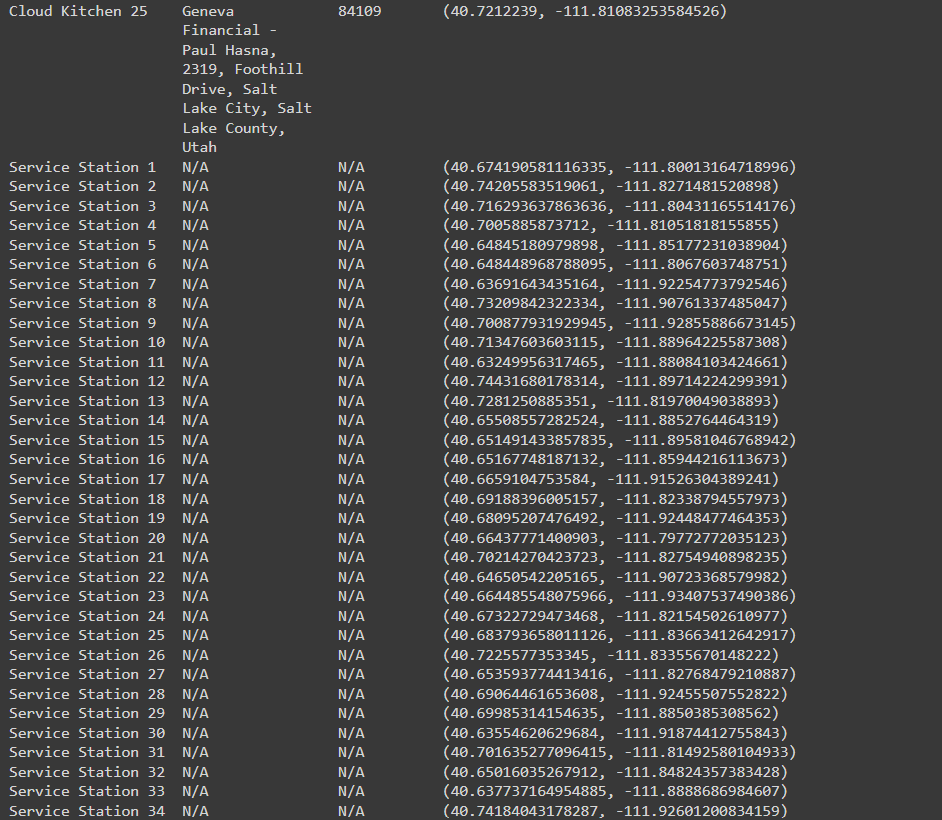 Cloud Kitchen 25 Geneva 84109 (40.7212239, -111.81083253584526)
Financial -
Paul Hasna,
2319, Foothill
Drive, Salt
Lake City, Salt
Lake County,
Utah
Service Station 1 N/A N/A (40.674190581116335, -111.80013164718996)
Service Station 2 N/A N/A (40.74205583519061, -111.8271481520898)
Service Station 3 N/A N/A (40.716293637863636, -111.80431165514176)
Service Station 4 N/A N/A (40.7005885873712, -111.81051818155855)
Service Station 5 N/A N/A (40.64845180979898, -111.85177231038904)
Service Station 6 N/A N/A (40.648448968788095, -111.8067603748751)
Service Station 7 N/A N/A (40.63691643435164, -111.92254773792546)
Service Station 8 N/A N/A (40.73209842322334, -111.90761337485047)
Service Station 9 N/A N/A (40.700877931929945, -111.92855886673145)
Service Station 10 N/A N/A (40.71347603603115, -111.88964225587308)
Service Station 11 N/A N/A (40.63249956317465, -111.88084103424661)
Service Station 12 N/A N/A (40.74431680178314, -111.89714224299391)
Service Station 13 N/A N/A (40.7281250885351, -111.81970049038893)
Service Station 14 N/A N/A (40.65508557282524, -111.8852764464319)
Service Station 15 N/A N/A (40.651491433857835, -111.89581046768942)
Service Station 16 N/A N/A (40.65167748187132, -111.85944216113673)
Service Station 17 N/A N/A (40.6659104753584, -111.91526304389241)
Service Station 18 N/A N/A (40.69188396005157, -111.82338794557973)
Service Station 19 N/A N/A (40.68095207476492, -111.92448477464353)
Service Station 20 N/A N/A (40.66437771400903, -111.79772772035123)
Service Station 21 N/A N/A (40.70214270423723, -111.82754940898235)
Service Station 22 N/A N/A (40.64650542205165, -111.90723368579982)
Service Station 23 N/A N/A (40.664485548075966, -111.93407537490386)
Service Station 24 N/A N/A (40.67322729473468, -111.82154502610977)
Service Station 25 N/A N/A (40.683793658011126, -111.83663412642917)
Service Station 26 N/A N/A (40.7225577353345, -111.83355670148222)
Service Station 27 N/A N/A (40.653593774413416, -111.82768479210887)
Service Station 28 N/A N/A (40.69064461653608, -111.92455507552822)
Service Station 29 N/A N/A (40.69985314154635, -111.8850385308562)
Service Station 30 N/A N/A (40.63554620629684, -111.91874412755843)
Service Station 31 N/A N/A (40.701635277096415, -111.81492580104933)
Service Station 32 N/A N/A (40.65016035267912, -111.84824357383428)
Service Station 33 N/A N/A (40.637737164954885, -111.8888686984607)
Service Station 34 N/A N/A (40.74184043178287, -111.92601200834159)